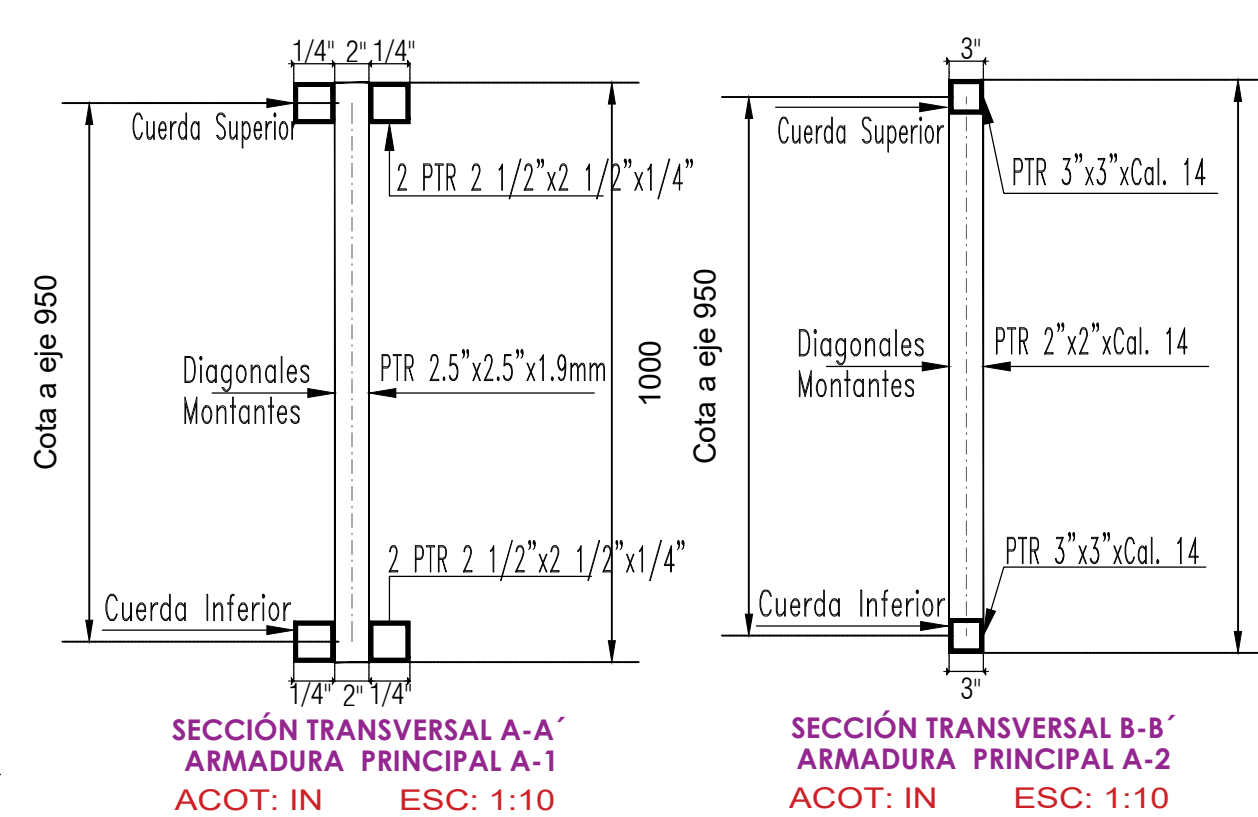 1/4" 2" 1/4"
Cuerda Superior
2 PTR 2 1/2”x2 1/2”x1/4”
Cota a eje 950
Diagonales
Montantes
PTR 2.5”x2.5”x1.9mm
1000
2 PTR 2 1/2”x2 1/2”x1/4”
Cuerda Inferior
1/4" 2" 1/4"
SECCIÓN TRANSVERSAL A-A´
ARMADURA PRINCIPAL A-1
ACOT: IN ESC: 1:10
3"
Cuerda Superior
PTR 3”x3”xCal. 14
Cota a eje 950
Diagonales
Montantes
PTR 2”x2”xCal. 14
PTR 3”x3”xCal. 14
Cuerda Inferior
3"
SECCIÓN TRANSVERSAL B-B´
ARMADURA PRINCIPAL A-2
ACOT: IN ESC: 1:10